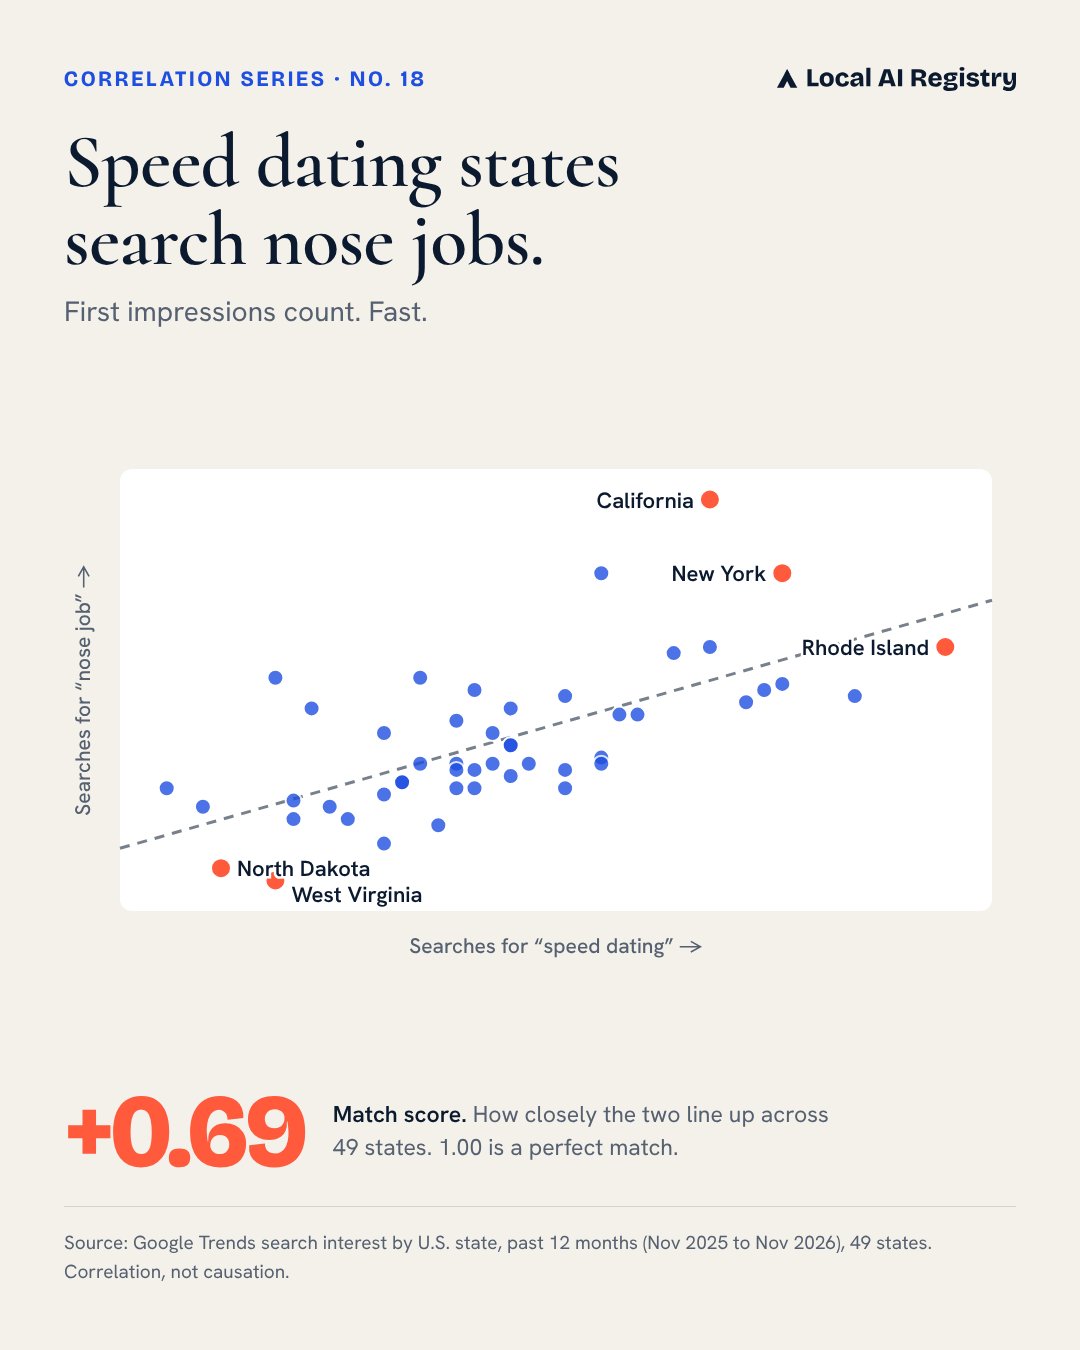 CORRELATION SERIES · NO. 18
Local AI Registry
Speed dating states
search nose jobs.
First impressions count. Fast.
California
New York
Rhode Island
Searches for “nose job” →
North Dakota
West Virginia
Searches for “speed dating” →
+0.69
Match score. How closely the two line up across
49 states. 1.00 is a perfect match.
Source: Google Trends search interest by U.S. state, past 12 months (Nov 2025 to Nov 2026), 49 states.
Correlation, not causation.